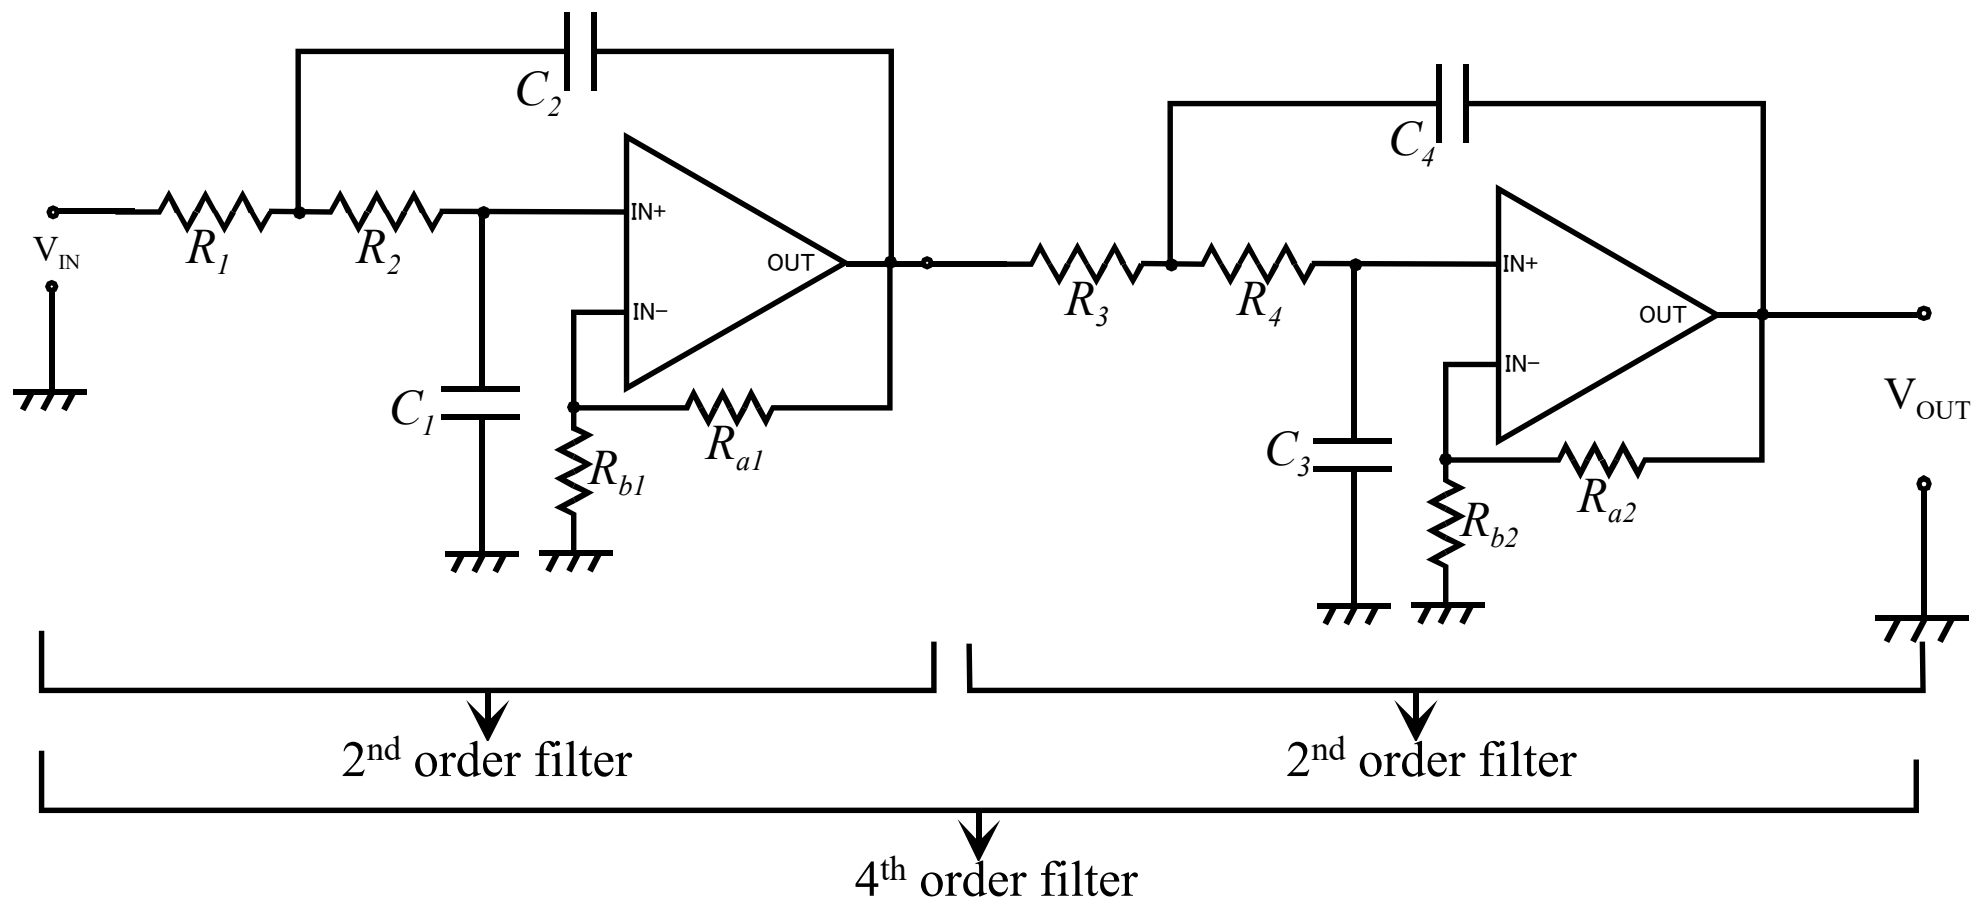 C2
C4
R1
R2
IN+
VIN
OUT
IN−
R3
R4
IN+
OUT
IN−
C1
Ra1
Rb1
C3
Ra2
Rb2
VOUT
2nd order filter
2nd order filter
4th order filter